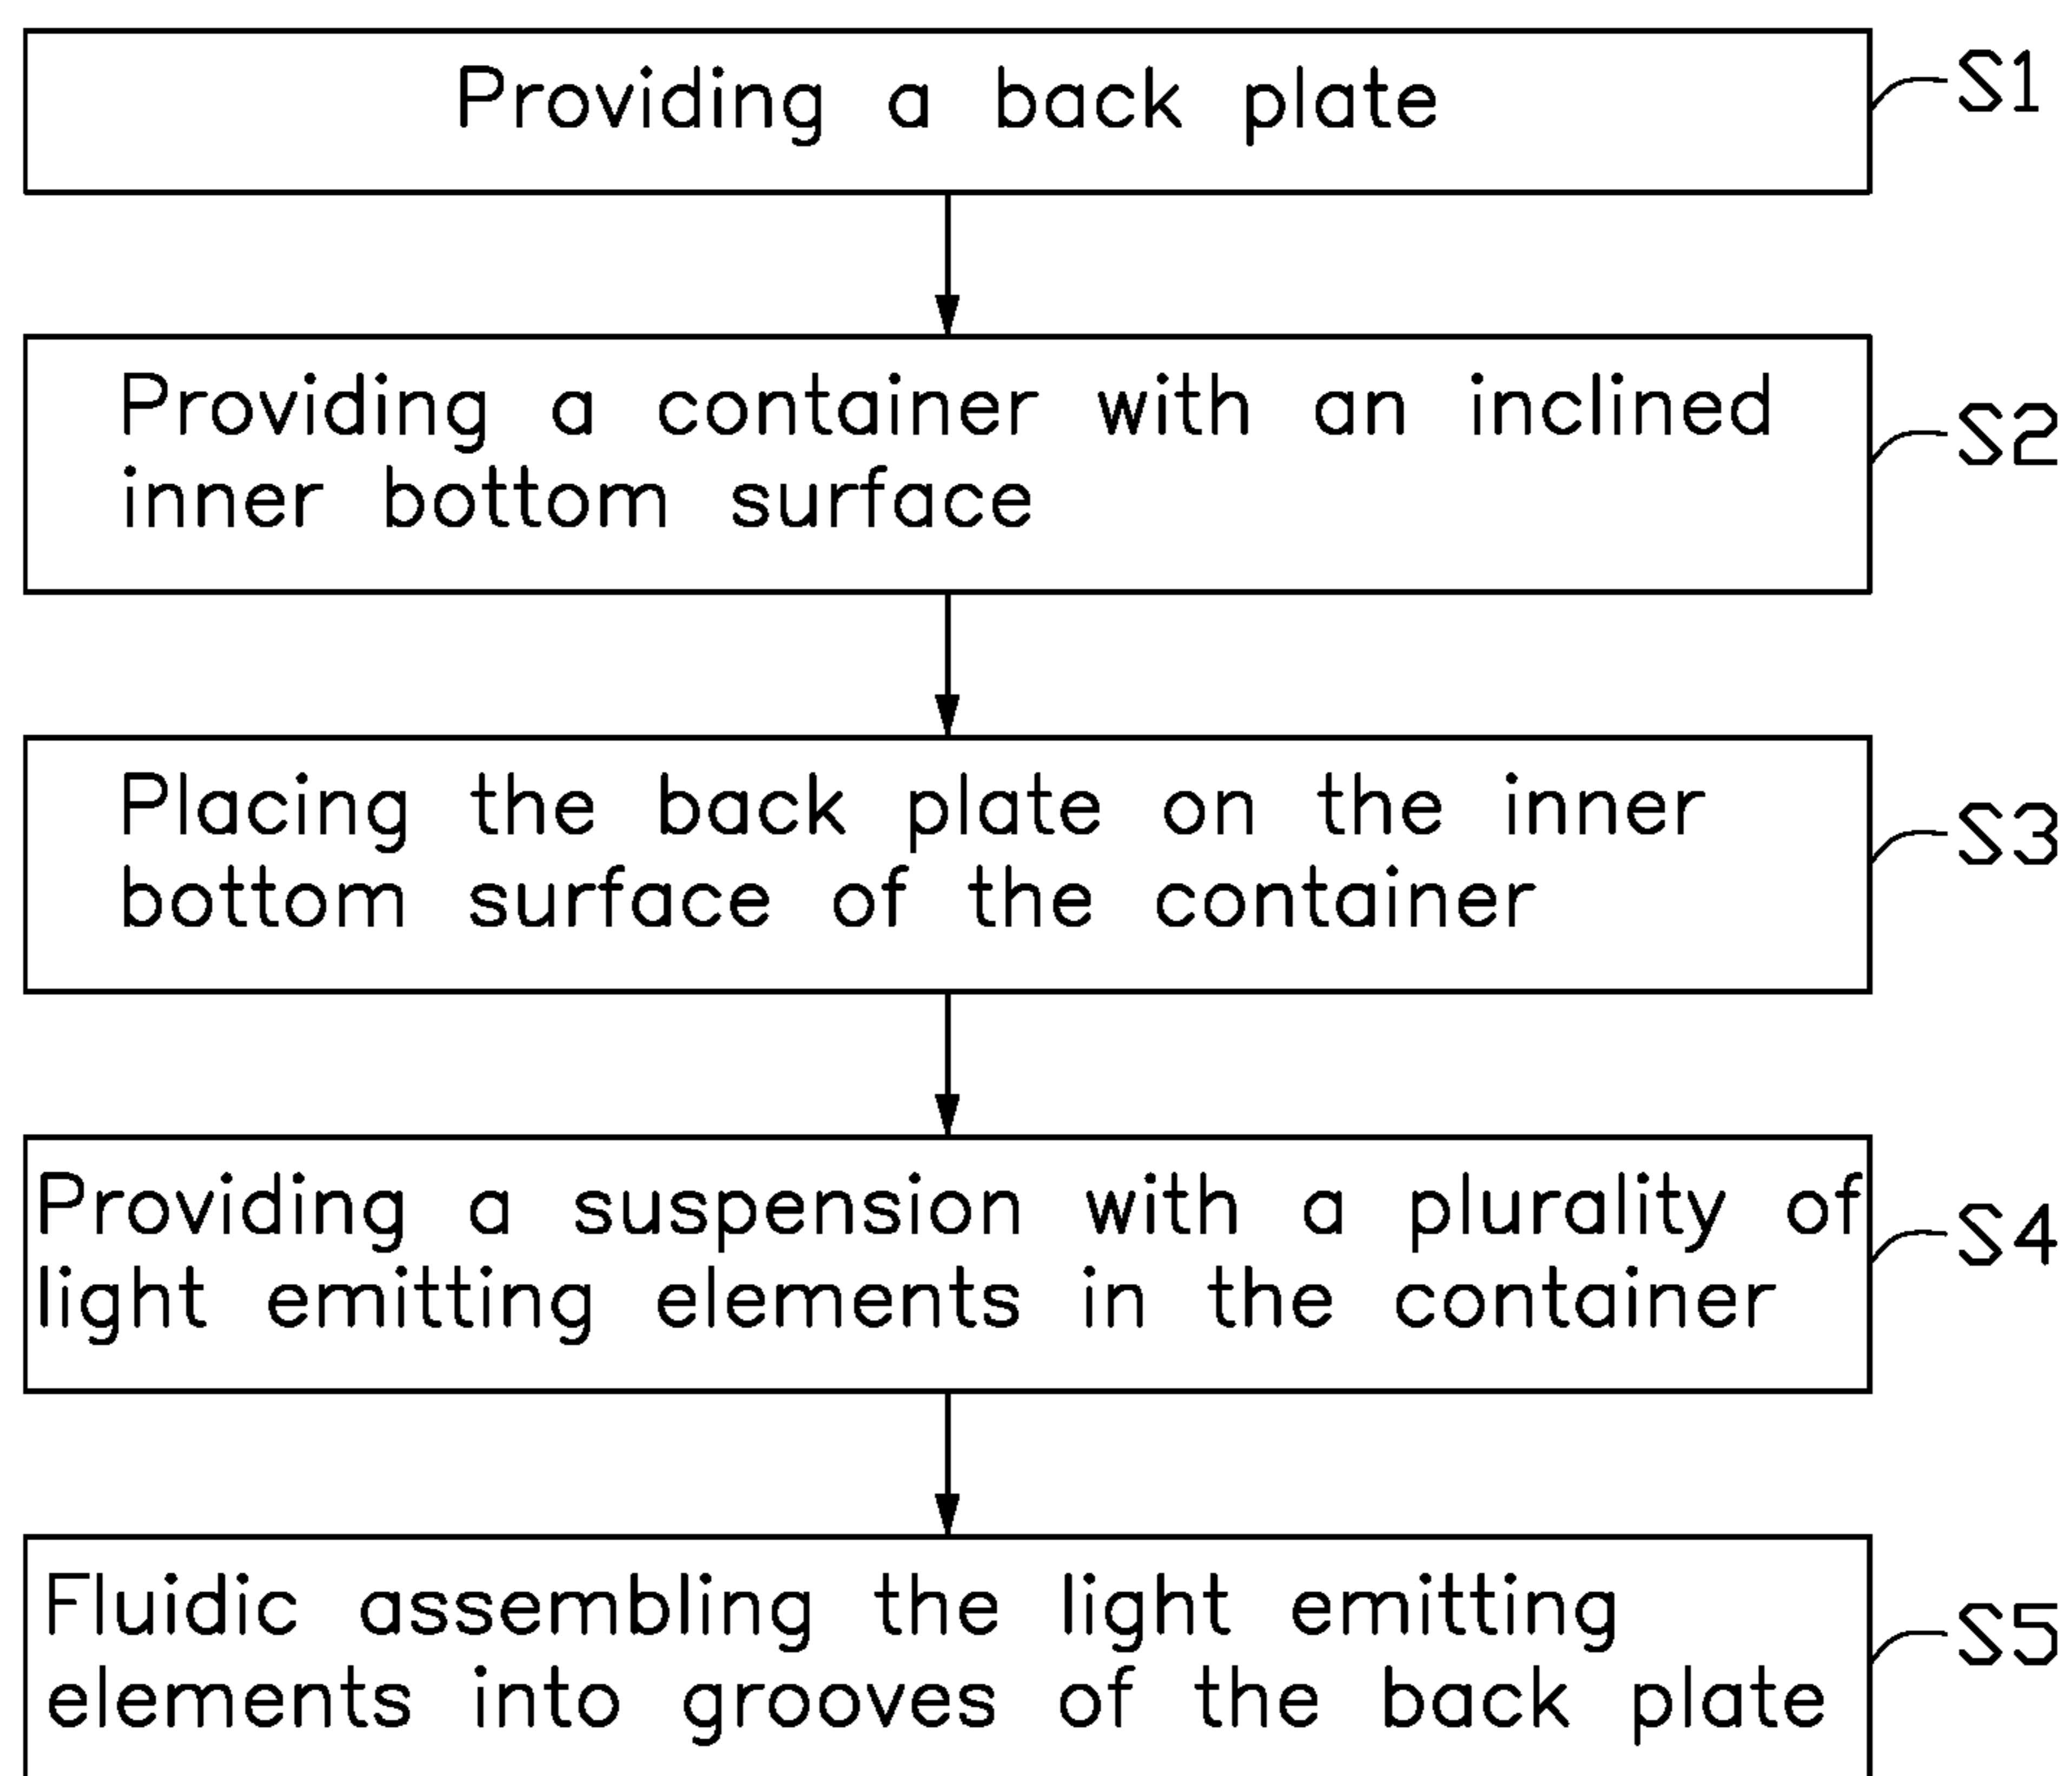 Providing a back plate
S1
Providing a container with an inclined
inner bottom surface
S2
Placing the back plate on the inner
bottom surface of the container
S3
Providing a suspension with a plurality of
light emitting elements in the container
S4
Fluidic assembling the light emitting
elements into grooves of the back plate
S5